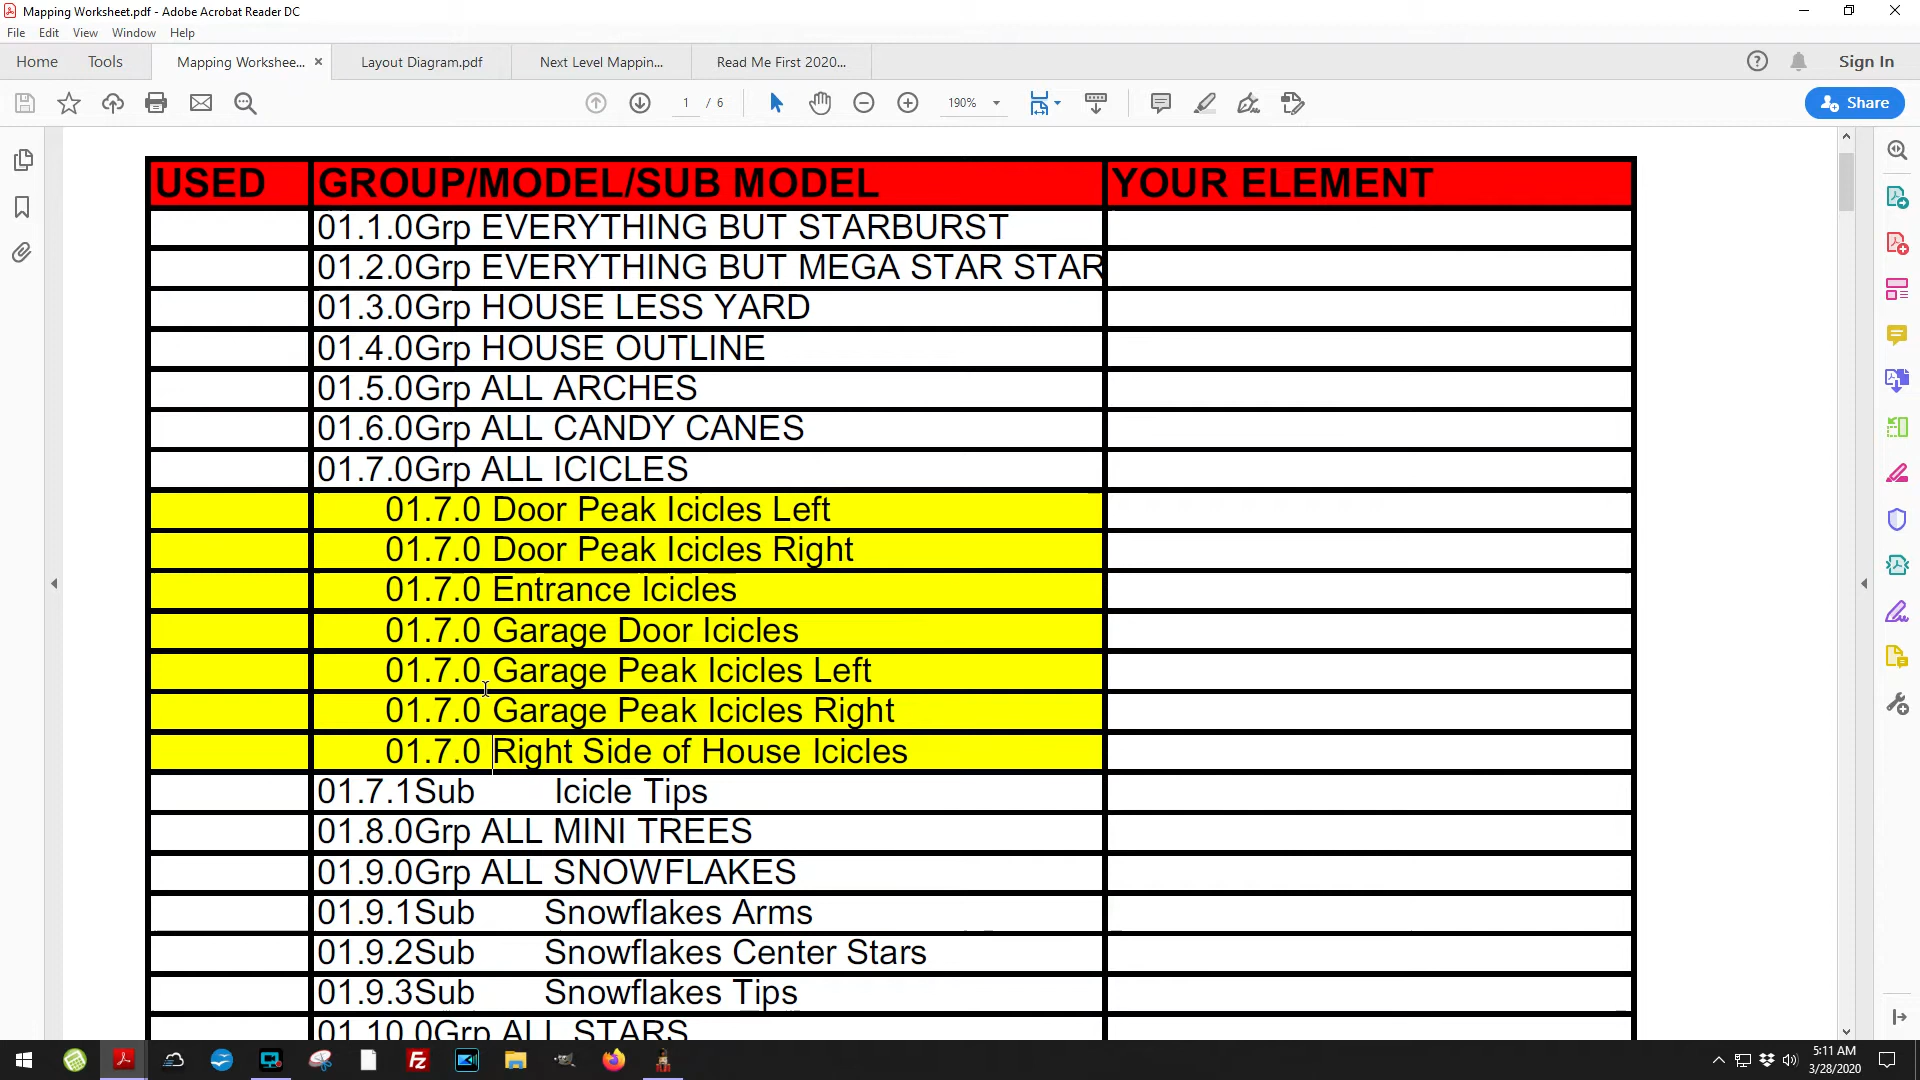 Mapping Worksheet.pdf - Adobe Acrobat Reader DC
File Edit View Window Help
Home Tools Mapping Workshee... × Layout Diagram.pdf Next Level Mappin... Read Me First 2020... Sign In
1 / 6 190% Share
USED GROUP/MODEL/SUB MODEL YOUR ELEMENT
01.1.0Grp EVERYTHING BUT STARBURST
01.2.0Grp EVERYTHING BUT MEGA STAR STAR
01.3.0Grp HOUSE LESS YARD
01.4.0Grp HOUSE OUTLINE
01.5.0Grp ALL ARCHES
01.6.0Grp ALL CANDY CANES
01.7.0Grp ALL ICICLES
01.7.0 Door Peak Icicles Left
01.7.0 Door Peak Icicles Right
01.7.0 Entrance Icicles
01.7.0 Garage Door Icicles
01.7.0 Garage Peak Icicles Left
01.7.0 Garage Peak Icicles Right
01.7.0 Right Side of House Icicles
01.7.1Sub Icicle Tips
01.8.0Grp ALL MINI TREES
01.9.0Grp ALL SNOWFLAKES
01.9.1Sub Snowflakes Arms
01.9.2Sub Snowflakes Center Stars
01.9.3Sub Snowflakes Tips
01.10.0Grp ALL STARS
5:11 AM
3/28/2020